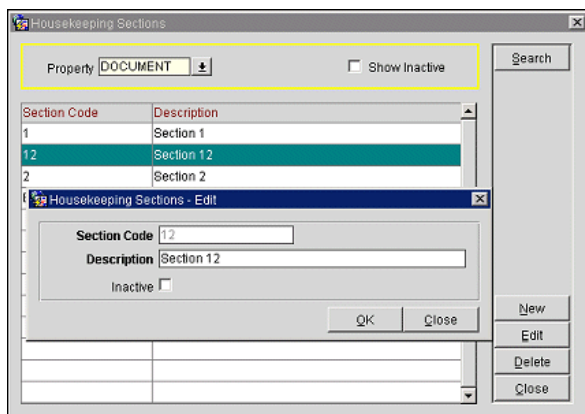 Housekeeping Sections
Property DOCUMENT Show Inactive Search
Section Code Description
1 Section 1
12 Section 12
2 Section 2
Housekeeping Sections - Edit
Section Code 12
Description Section 12
Inactive
OK Close
New
Edit
Delete
Close